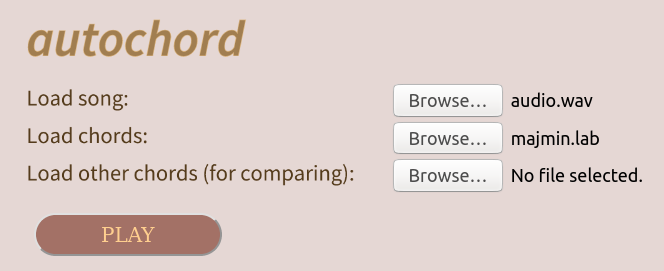 autochord
Load song: Browse... audio.wav
Load chords: Browse... majmin.lab
Load other chords (for comparing): Browse... No file selected.
PLAY